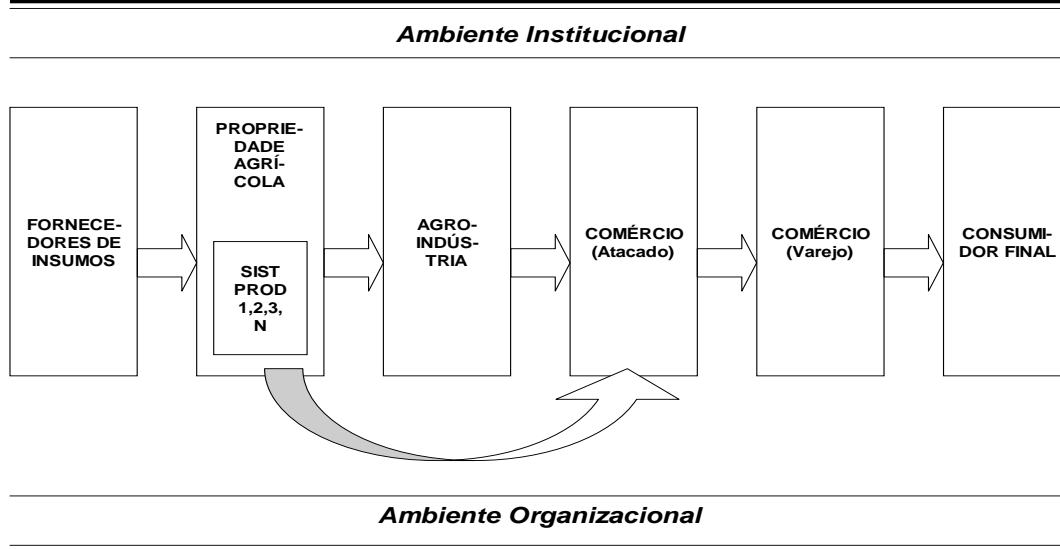 Ambiente Institucional
FORNECE-
DORES DE
INSUMOS
PROPRIE-
DADE
AGRÍ-
COLA
SIST
PROD
1,2,3,
N
AGRO-
INDÚS-
TRIA
COMÉRCIO
(Atacado)
COMÉRCIO
(Varejo)
CONSUMI-
DOR FINAL
Ambiente Organizacional